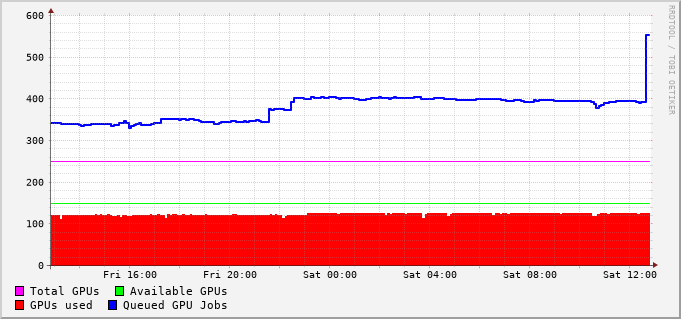 600
500
400
300
200
100
0
Fri 16:00 Fri 20:00 Sat 00:00 Sat 04:00 Sat 08:00 Sat 12:00
Total GPUs Available GPUs
GPUs used Queued GPU Jobs
RRDTOOL / TOBI OETIKER